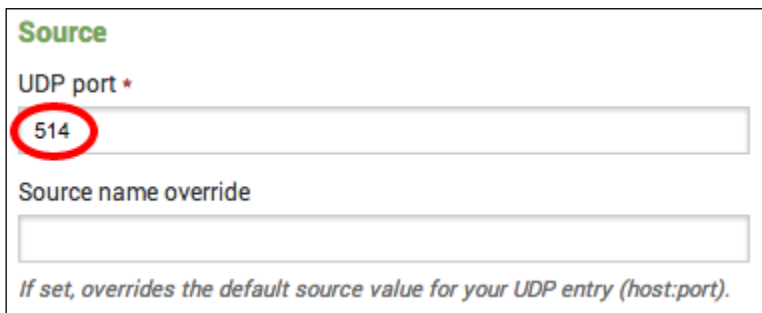 Source
UDP port *
514
Source name override
If set, overrides the default source value for your UDP entry (host:port).